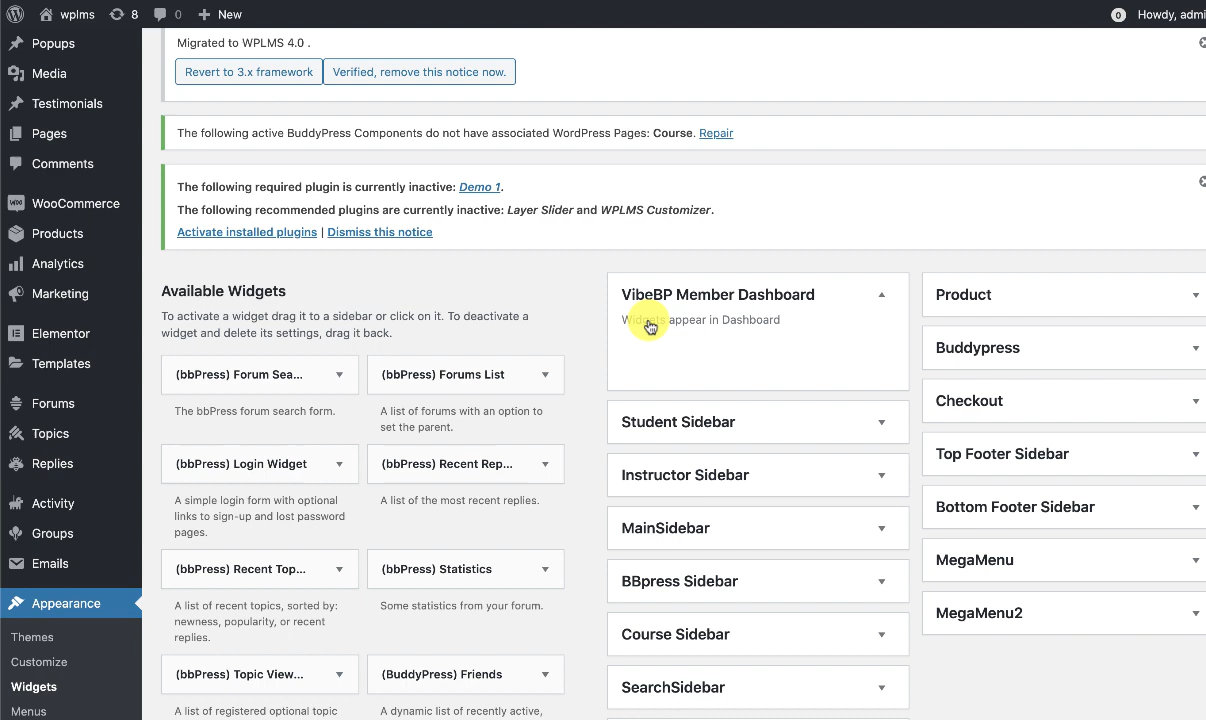 wplms
8
0
New
0
Howdy, admi
Popups
Media
Testimonials
Pages
Comments
WooCommerce
Products
Analytics
Marketing
Elementor
Templates
Forums
Topics
Replies
Activity
Groups
Emails
Appearance
Themes
Customize
Widgets
Menus
Migrated to WPLMS 4.0 .
Revert to 3.x framework
Verified, remove this notice now.
The following active BuddyPress Components do not have associated WordPress Pages: Course. Repair
The following required plugin is currently inactive: Demo 1.
The following recommended plugins are currently inactive: Layer Slider and WPLMS Customizer.
Activate installed plugins | Dismiss this notice
Available Widgets
To activate a widget drag it to a sidebar or click on it. To deactivate a
widget and delete its settings, drag it back.
(bbPress) Forum Sea...
The bbPress forum search form.
(bbPress) Forums List
A list of forums with an option to
set the parent.
(bbPress) Login Widget
A simple login form with optional
links to sign-up and lost password
pages.
(bbPress) Recent Rep...
A list of the most recent replies.
(bbPress) Recent Top...
A list of recent topics, sorted by:
newness, popularity, or recent
replies.
(bbPress) Statistics
Some statistics from your forum.
(bbPress) Topic View...
A list of registered optional topic
(BuddyPress) Friends
A dynamic list of recently active,
VibeBP Member Dashboard
Widgets appear in Dashboard
Student Sidebar
Instructor Sidebar
MainSidebar
BBpress Sidebar
Course Sidebar
SearchSidebar
Product
Buddypress
Checkout
Top Footer Sidebar
Bottom Footer Sidebar
MegaMenu
MegaMenu2